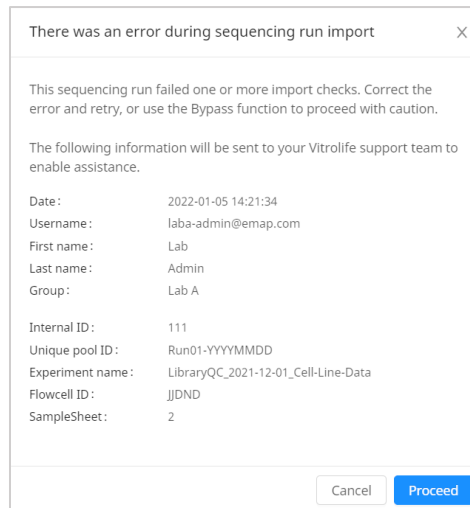 There was an error during sequencing run import
This sequencing run failed one or more import checks. Correct the
error and retry, or use the Bypass function to proceed with caution.
The following information will be sent to your Vitrolife support team to
enable assistance.
Date: 2022-01-05 14:21:34
Username: laba-admin@emap.com
First name: Lab
Last name: Admin
Group: Lab A
Internal ID: 111
Unique pool ID: Run01-YYYYMMDD
Experiment name: LibraryQC_2021-12-01_Cell-Line-Data
Flowcell ID: JJDND
SampleSheet: 2
Cancel Proceed